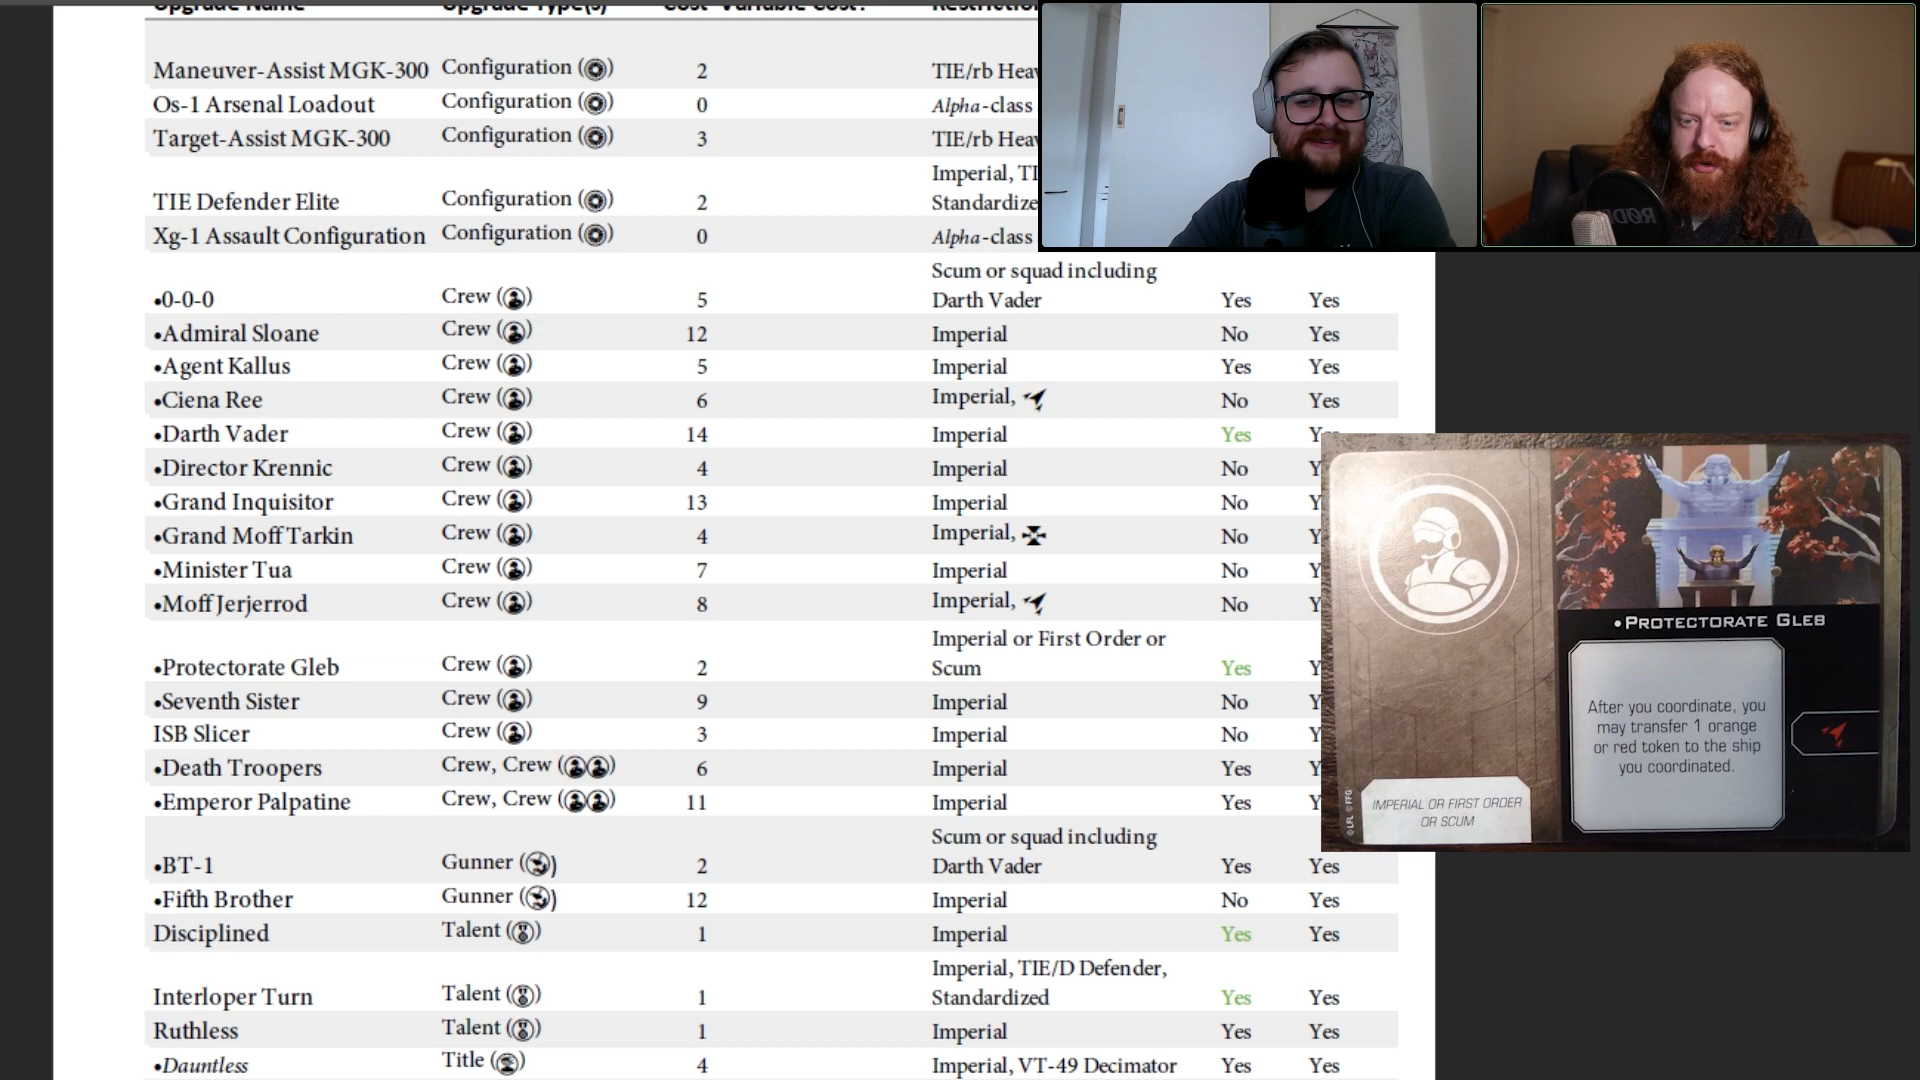 Upgrade Name Upgrade Type(s) Cost Variable Cost?
Maneuver-Assist MGK-300 Configuration () 2 TIE/rb
Os-1 Arsenal Loadout Configuration () 0 Alpha-class
Target-Assist MGK-300 Configuration () 3 TIE/rb
Imperial,
TIE Defender Elite Configuration () 2
Xg-1 Assault Configuration Configuration () 0 Alpha-class
Scum or squad including
•0-0-0 Crew () 5 Darth Vader Yes Yes
•Admiral Sloane Crew () 12 Imperial No Yes
•Agent Kallus Crew () 5 Imperial Yes Yes
•Ciena Ree Crew () 6 Imperial, No Yes
•Darth Vader Crew () 14 Imperial Yes
•Director Krennic Crew () 4 Imperial No Y
•Grand Inquisitor Crew () 13 Imperial No Y
•Grand Moff Tarkin Crew () 4 Imperial, No Y
•Minister Tua Crew () 7 Imperial No Y
•Moff Jerjerrod Crew () 8 Imperial, No Y
Imperial or First Order or
•Protectorate Gleb Crew () 2 Scum Yes Y
•Seventh Sister Crew () 9 Imperial No Y
ISB Slicer Crew () 3 Imperial No Y
•Death Troopers Crew, Crew () 6 Imperial Yes Y
•Emperor Palpatine Crew, Crew () 11 Imperial Yes Y
Scum or squad including
•BT-1 Gunner () 2 Darth Vader Yes Yes
•Fifth Brother Gunner () 12 Imperial No Yes
Disciplined Talent () 1 Imperial Yes Yes
Imperial, TIE/D Defender,
Interloper Turn Talent () 1 Standardized Yes Yes
Ruthless Talent () 1 Imperial Yes Yes
•Dauntless Title () 4 Imperial, VT-49 Decimator Yes Yes
RØDE
•PROTECTORATE GLEB
After you coordinate, you
may transfer 1 orange
or red token to the ship
you coordinated.
IMPERIAL OR FIRST ORDER
OR SCUM
©LFL ©FFG